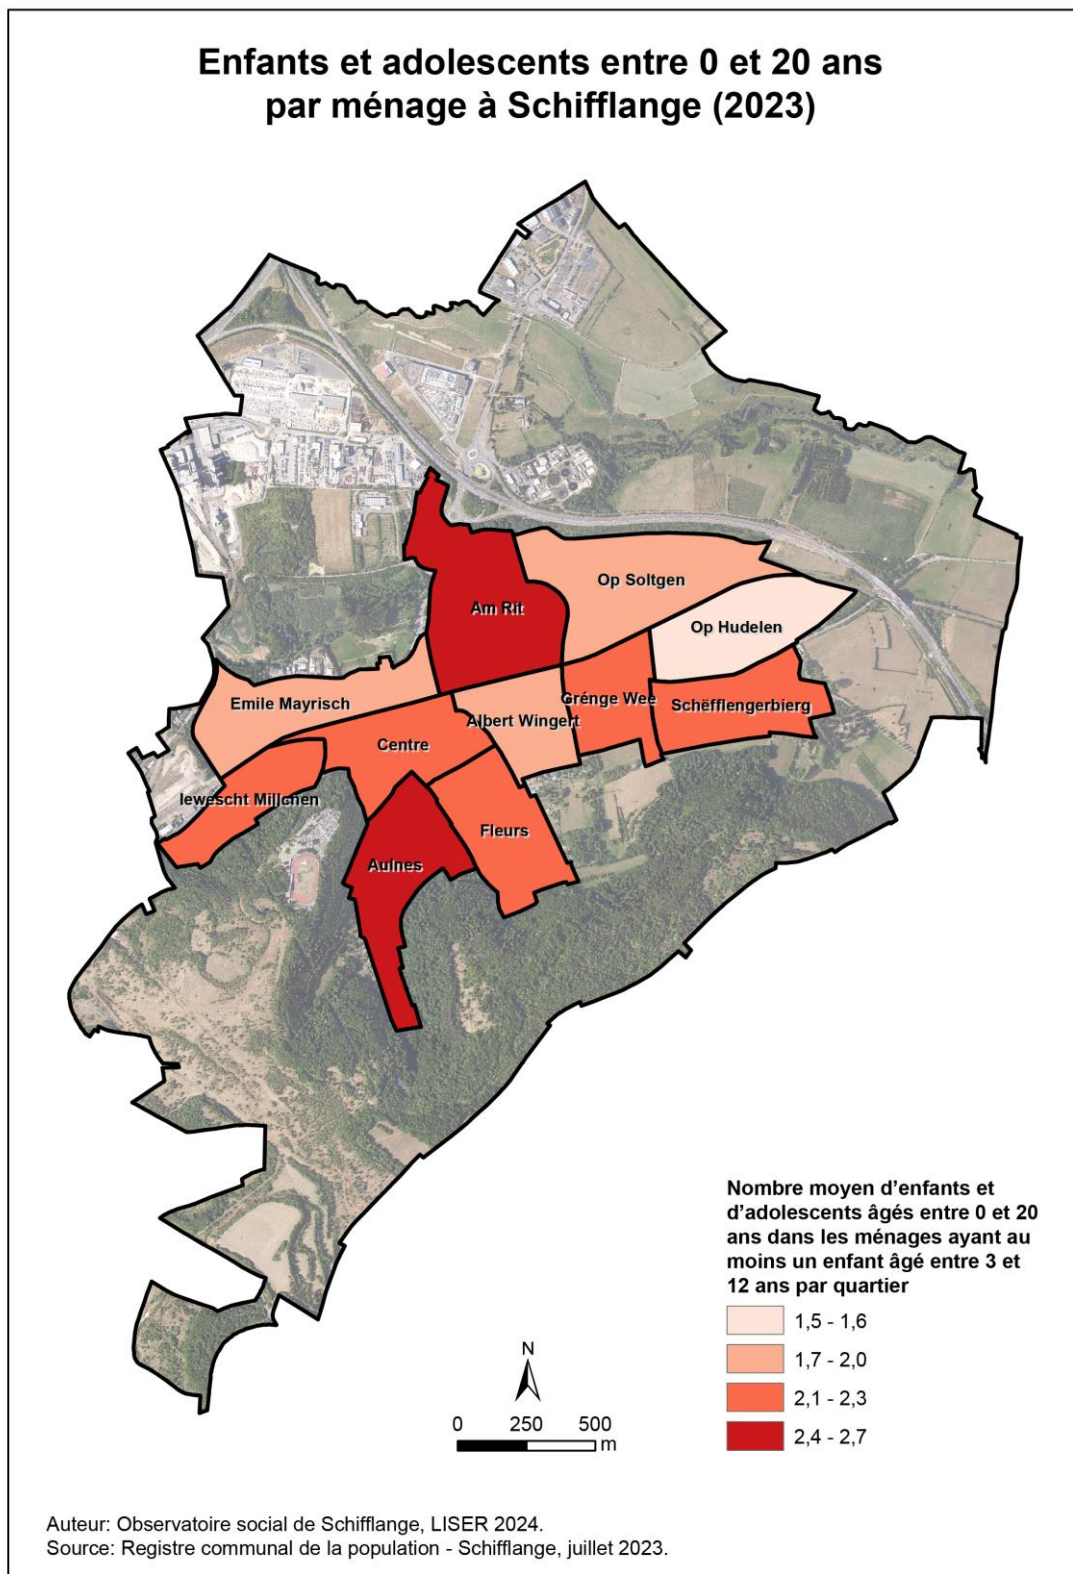 Enfants et adolescents entre 0 et 20 ans
par ménage à Schifflange (2023)
Op Soltgen
Am Rit
Op Hudelen
Emile Mayrisch
Grénge Wee
Schëfflengerbierg
Albert Wingert
Centre
Iewescht Millchen
Fleurs
Aulnes
Nombre moyen d’enfants et
d’adolescents âgés entre 0 et 20
ans dans les ménages ayant au
moins un enfant âgé entre 3 et
12 ans par quartier
1,5 - 1,6
1,7 - 2,0
2,1 - 2,3
2,4 - 2,7
N
0 250 500
m
Auteur: Observatoire social de Schifflange, LISER 2024.
Source: Registre communal de la population - Schifflange, juillet 2023.